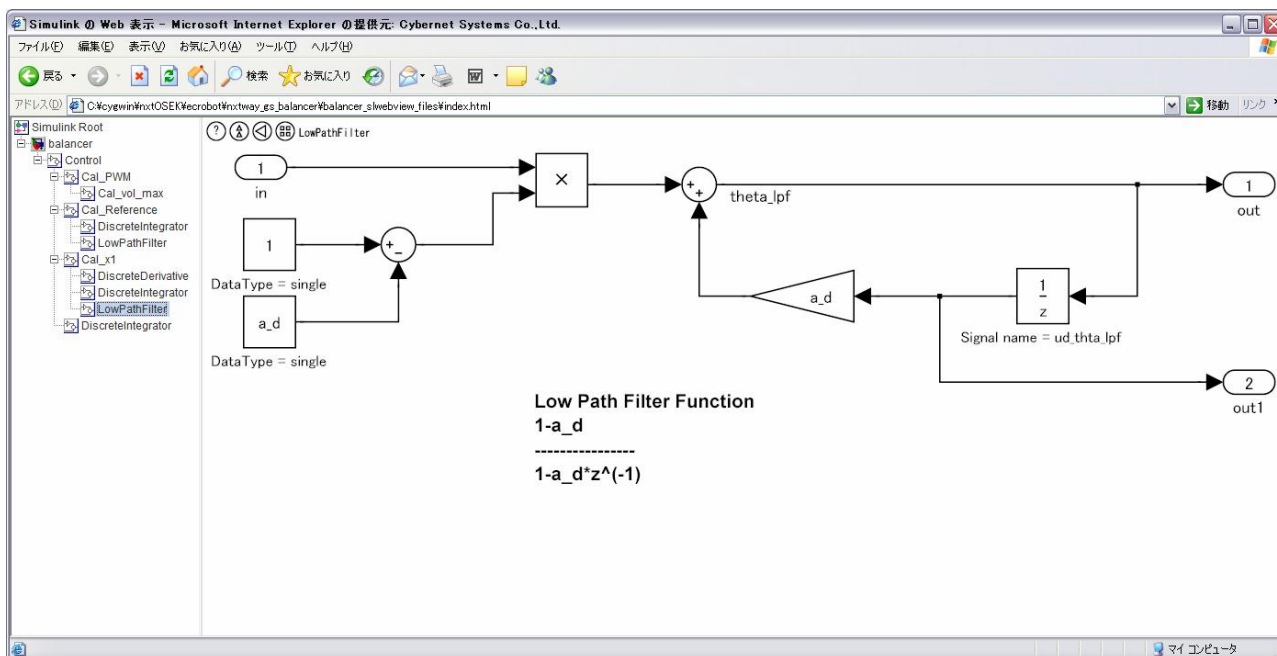 Simulink の Web 表示 - Microsoft Internet Explorer の提供元: Cybernet Systems Co.,Ltd.
ファイル(F) 編集(E) 表示(V) お気に入り(A) ツール(T) ヘルプ(H)
戻る 検索 お気に入り
アドレス(D) C:¥cygwin¥nxtOSEK¥ecrobot¥nxtway_gs_balancer¥balancer_slwebview_files¥index.html 移動 リンク »
Simulink Root
balancer
Control
Cal_PWM
Cal_vol_max
Cal_Reference
DiscreteIntegrator
LowPathFilter
Cal_x1
DiscreteDerivative
DiscreteIntegrator
LowPathFilter
DiscreteIntegrator
? LowPathFilter
1
in
×
+
+
theta_lpf
1
out
1
DataType = single
+
-
a_d
DataType = single
a_d
1
z
Signal name = ud_thta_lpf
2
out1
Low Path Filter Function
1-a_d
----------------
1-a_d*z^(-1)
マイ コンピュータ